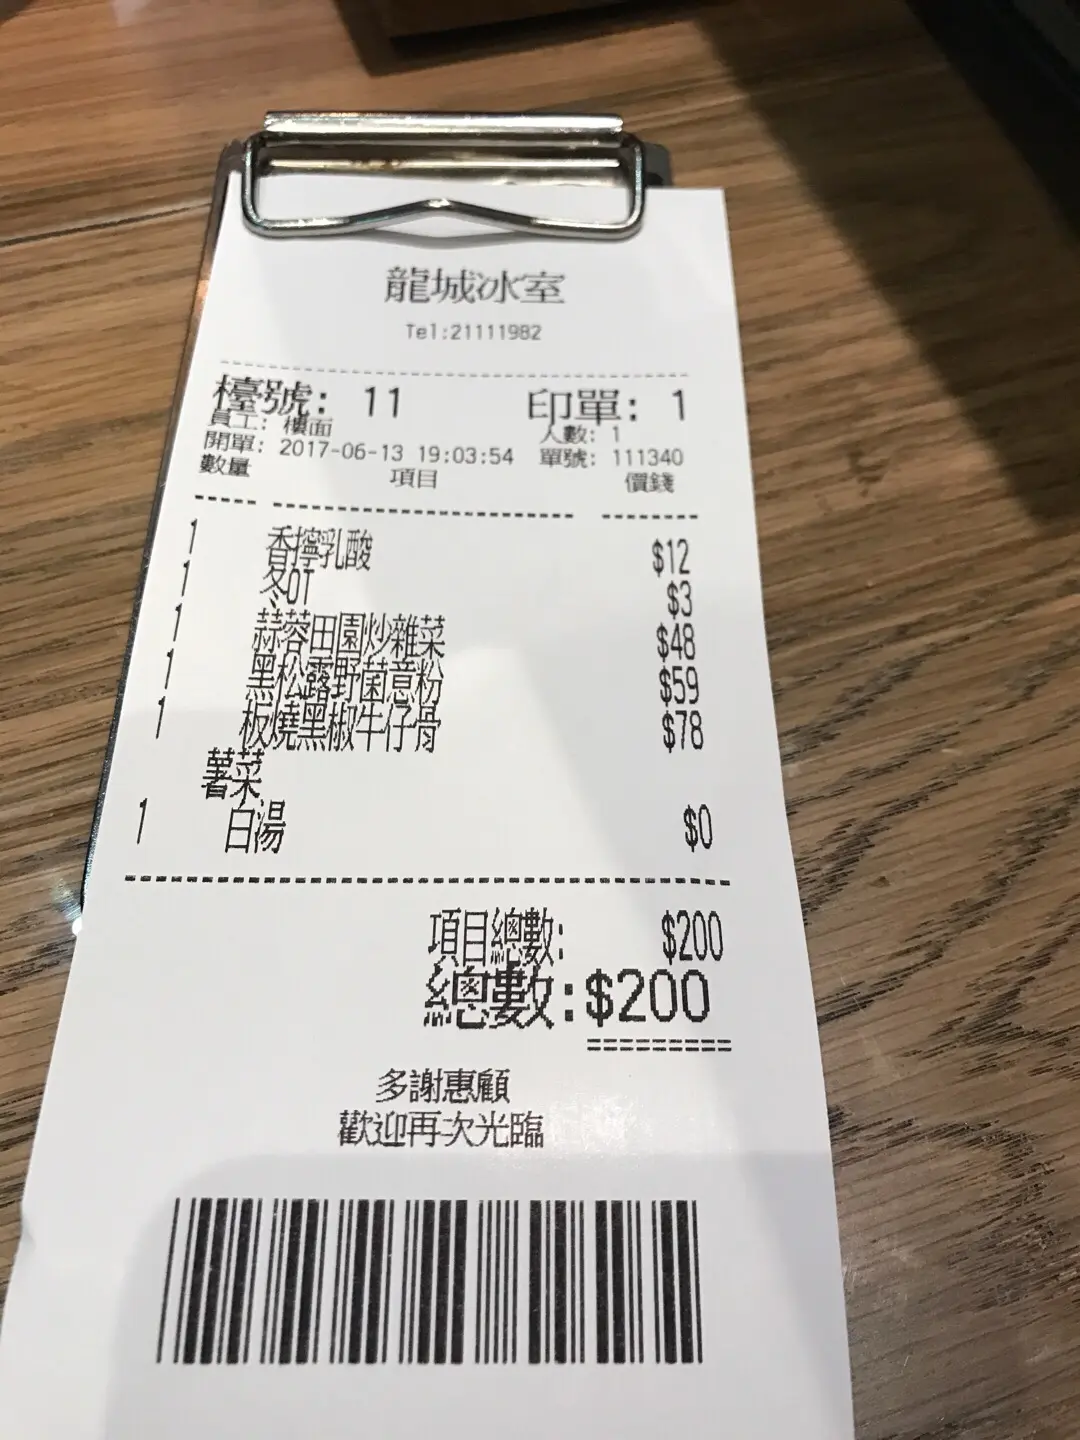 龍城冰室
Tel:21111982
檯號: 11 印單: 1
員工: 樓面 人數: 1
開單: 2017-06-13 19:03:54 單號: 111340
數量 項目 價錢
1 香擰乳酸 $12
1 冬OT $3
1 蒜蓉田園炒雜菜 $48
1 黑松露野菌意粉 $59
1 板燒黑椒牛仔骨 $78
薯菜
1 白湯 $0
項目總數: $200
總數:$200
多謝惠顧
歡迎再次光臨